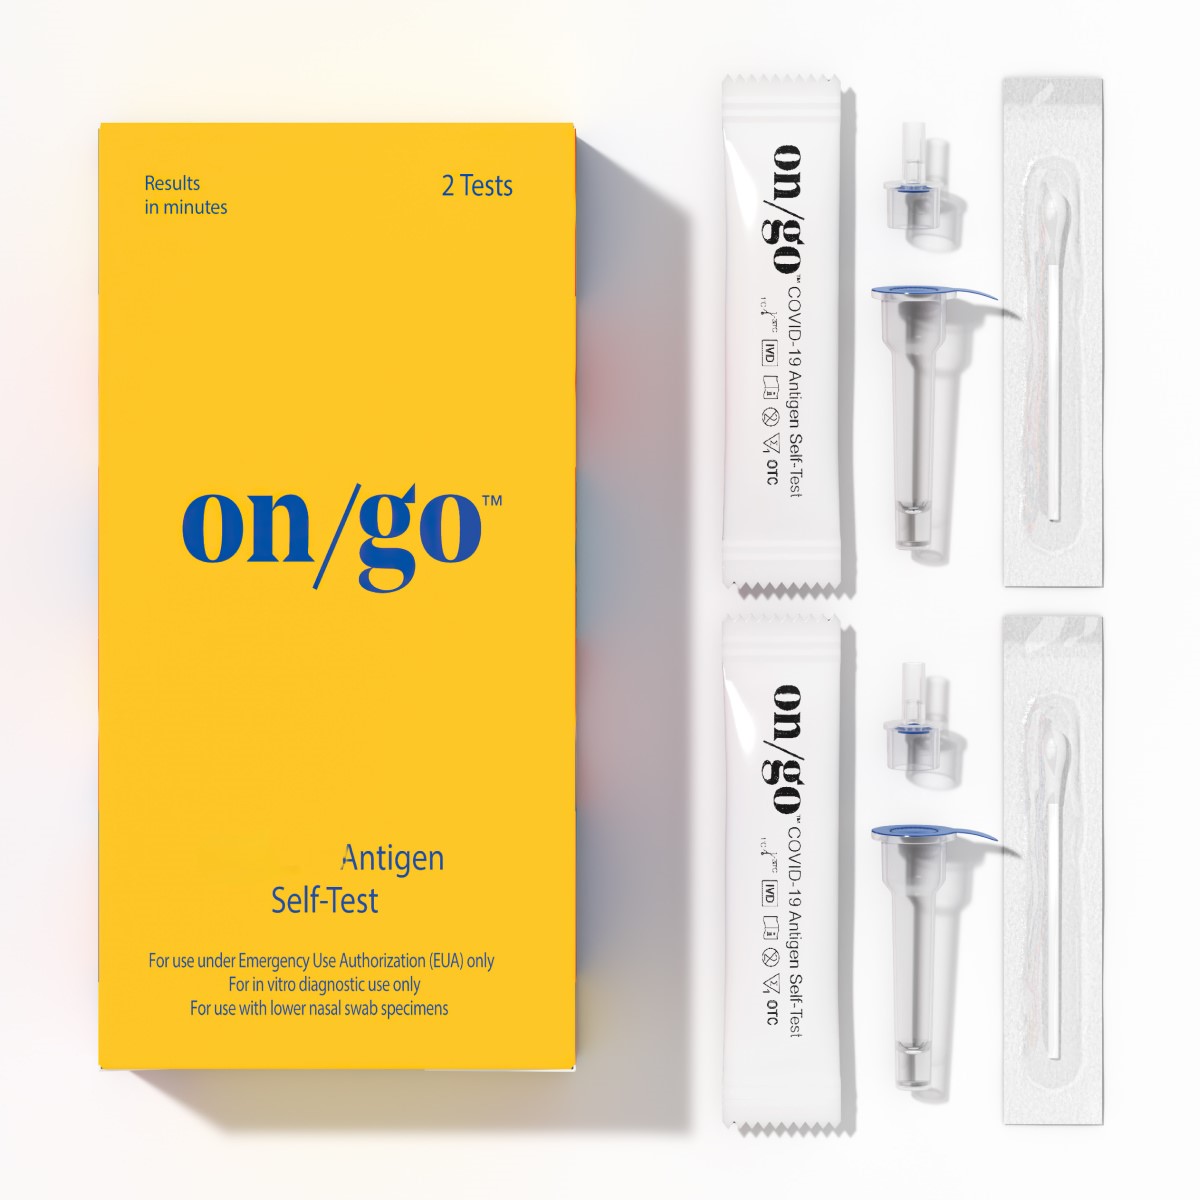 Results
in minutes
2 Tests
on/go™
Antigen
Self-Test
For use under Emergency Use Authorization (EUA) only
For in vitro diagnostic use only
For use with lower nasal swab specimens
on/go™
COVID-19 Antigen Self-Test
IVD
OTC
on/go™
COVID-19 Antigen Self-Test
IVD
OTC